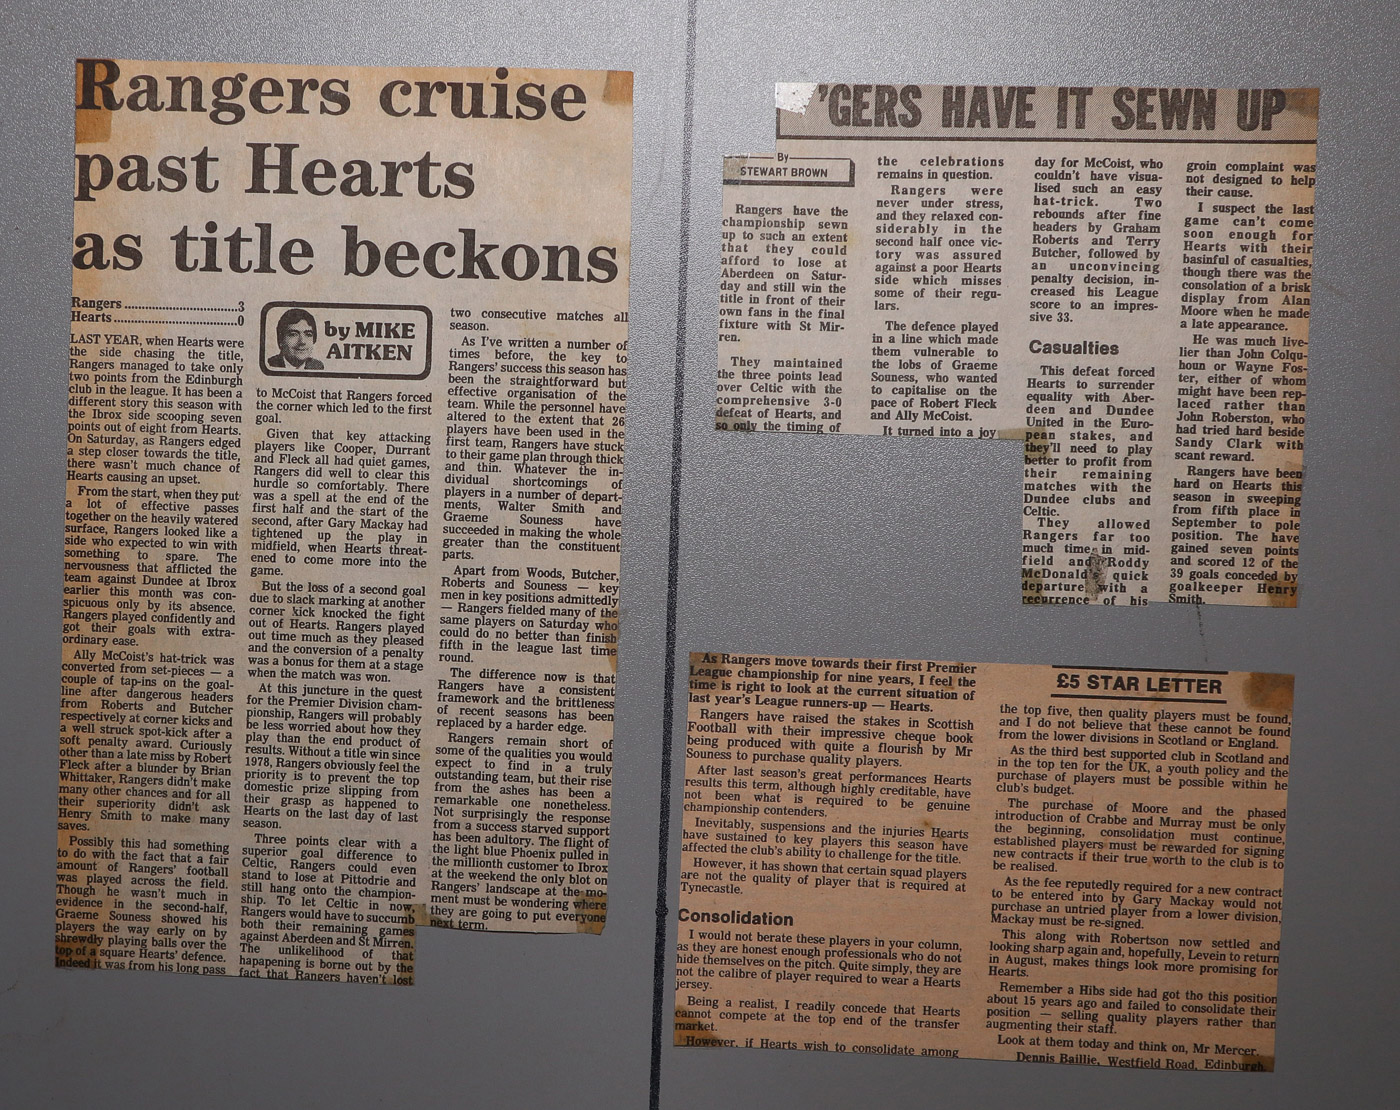 Rangers cruise
past Hearts
as title beckons
Rangers ........................................3
Hearts ..........................................0
by MIKE
AITKEN
LAST YEAR, when Hearts were
the side chasing the title,
Rangers managed to take only
two points from the Edinburgh
club in the league. It has been a
different story this season with
the Ibrox side scooping seven
points out of eight from Hearts.
On Saturday, as Rangers edged
a step closer towards the title,
there wasn't much chance of
Hearts causing an upset.
From the start, when they put
a lot of effective passes
together on the heavily watered
surface, Rangers looked like a
side who expected to win with
something to spare. The
nervousness that afflicted the
team against Dundee at Ibrox
earlier this month was con-
spicuous only by its absence.
Rangers played confidently and
got their goals with extra-
ordinary ease.
Ally McCoist's hat-trick was
converted from set-pieces — a
couple of tap-ins on the goal-
line after dangerous headers
from Roberts and Butcher
respectively at corner kicks and
a well struck spot-kick after a
soft penalty award. Curiously
other than a late miss by Robert
Fleck after a blunder by Brian
Whittaker, Rangers didn't make
many other chances and for all
their superiority didn't ask
Henry Smith to make many
saves.
Possibly this had something
to do with the fact that a fair
amount of Rangers' football
was played across the field.
Though he wasn't much in
evidence in the second-half,
Graeme Souness showed his
players the way early on by
shrewdly playing balls over the
top of a square Hearts' defence.
Indeed it was from his long pass
to McCoist that Rangers forced
the corner which led to the first
goal.
Given that key attacking
players like Cooper, Durrant
and Fleck all had quiet games,
Rangers did well to clear this
hurdle so comfortably. There
was a spell at the end of the
first half and the start of the
second, after Gary Mackay had
tightened up the play in
midfield, when Hearts threat-
ened to come more into the
game.
But the loss of a second goal
due to slack marking at another
corner kick knocked the fight
out of Hearts. Rangers played
out time much as they pleased
and the conversion of a penalty
was a bonus for them at a stage
when the match was won.
At this juncture in the quest
for the Premier Division cham-
pionship, Rangers will probably
be less worried about how they
play than the end product of
results. Without a title win since
1978, Rangers obviously feel the
priority is to prevent the top
domestic prize slipping from
their grasp as happened to
Hearts on the last day of last
season.
Three points clear with a
superior goal difference to
Celtic, Rangers could even
stand to lose at Pittodrie and
still hang onto the champion-
ship. To let Celtic in now,
Rangers would have to succumb
both their remaining games
against Aberdeen and St Mirren.
The unlikelihood of that
hapapening is borne out by the
fact that Rangers haven't lost
two consecutive matches all
season.
As I've written a number of
times before, the key to
Rangers' success this season has
been the straightforward but
effective organisation of the
team. While the personnel have
altered to the extent that 26
players have been used in the
first team, Rangers have stuck
to their game plan through thick
and thin. Whatever the in-
dividual shortcomings of
players in a number of depart-
ments, Walter Smith and
Graeme Souness have
succeeded in making the whole
greater than the constituent
parts.
Apart from Woods, Butcher,
Roberts and Souness — key
men in key positions admittedly
— Rangers fielded many of the
same players on Saturday who
could do no better than finish
fifth in the league last time
round.
The difference now is that
Rangers have a consistent
framework and the brittleness
of recent seasons has been
replaced by a harder edge.
Rangers remain short of
some of the qualities you would
expect to find in a truly
outstanding team, but their rise
from the ashes has been a
remarkable one nonetheless.
Not surprisingly the response
from a success starved support
has been adultory. The flight of
the light blue Phoenix pulled in
the millionth customer to Ibrox
at the weekend the only blot on
Rangers' landscape at the mo-
ment must be wondering where
they are going to put everyone
next term.
'GERS HAVE IT SEWN UP
By
STEWART BROWN
Rangers have the
championship sewn
up to such an extent
that they could
afford to lose at
Aberdeen on Satur-
day and still win the
title in front of their
own fans in the final
fixture with St Mir-
ren.
They maintained
the three points lead
over Celtic with the
comprehensive 3-0
defeat of Hearts, and
so only the timing of
the celebrations
remains in question.
Rangers were
never under stress,
and they relaxed con-
siderably in the
second half once vic-
tory was assured
against a poor Hearts
side which misses
some of their regu-
lars.
The defence played
in a line which made
them vulnerable to
the lobs of Graeme
Souness, who wanted
to capitalise on the
pace of Robert Fleck
and Ally McCoist.
It turned into a joy
day for McCoist, who
couldn't have visua-
lised such an easy
hat-trick. Two
rebounds after fine
headers by Graham
Roberts and Terry
Butcher, followed by
an unconvincing
penalty decision, in-
creased his League
score to an impres-
sive 33.
Casualties
This defeat forced
Hearts to surrender
equality with Aber-
deen and Dundee
United in the Euro-
pean stakes, and
they'll need to play
better to profit from
their remaining
matches with the
Dundee clubs and
Celtic.
They allowed
Rangers far too
much time in mid-
field and Roddy
McDonald's quick
departure with a
recurrence of his
groin complaint was
not designed to help
their cause.
I suspect the last
game can't come
soon enough for
Hearts with their
basinful of casualties,
though there was the
consolation of a brisk
display from Alan
Moore when he made
a late appearance.
He was much live-
lier than John Colqu-
houn or Wayne Fos-
ter, either of whom
might have been rep-
laced rather than
John Roberston, who
had tried hard beside
Sandy Clark with
scant reward.
Rangers have been
hard on Hearts this
season in sweeping
from fifth place in
September to pole
position. The have
gained seven points
and scored 12 of the
39 goals conceded by
goalkeeper Henry
Smith.
As Rangers move towards their first Premier
League championship for nine years, I feel the
time is right to look at the current situation of
last year's League runners-up — Hearts.
Rangers have raised the stakes in Scottish
Football with their impressive cheque book
being produced with quite a flourish by Mr
Souness to purchase quality players.
After last season's great performances Hearts
results this term, although highly creditable, have
not been what is required to be genuine
championship contenders.
Inevitably, suspensions and the injuries Hearts
have sustained to key players this season have
affected the club's ability to challenge for the title.
However, it has shown that certain squad players
are not the quality of player that is required at
Tynecastle.
Consolidation
I would not berate these players in your column,
as they are honest enough professionals who do not
hide themselves on the pitch. Quite simply, they are
not the calibre of player required to wear a Hearts
jersey.
Being a realist, I readily concede that Hearts
cannot compete at the top end of the transfer
market.
However, if Hearts wish to consolidate among
£5 STAR LETTER
the top five, then quality players must be found,
and I do not believe that these cannot be found
from the lower divisions in Scotland or England.
As the third best supported club in Scotland and
in the top ten for the UK, a youth policy and the
purchase of players must be possible within he
club's budget.
The purchase of Moore and the phased
introduction of Crabbe and Murray must be only
the beginning, consolidation must continue,
established players must be rewarded for signing
new contracts if their true worth to the club is to
be realised.
As the fee reputedly required for a new contract
to be entered into by Gary Mackay would not
purchase an untried player from a lower division,
Mackay must be re-signed.
This along with Robertson now settled and
looking sharp again and, hopefully, Levein to return
in August, makes things look more promising for
Hearts.
Remember a Hibs side had got tho this position
about 15 years ago and failed to consolidate their
position — selling quality players rather than
augmenting their staff.
Look at them today and think on, Mr Mercer.
Dennis Baillie, Westfield Road, Edinburgh.